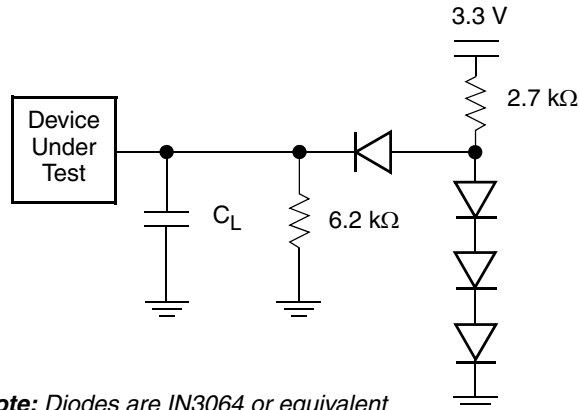 3.3 V
2.7 kΩ
Device
Under
Test
C_L
6.2 kΩ
ote: Diodes are IN3064 or equivalent